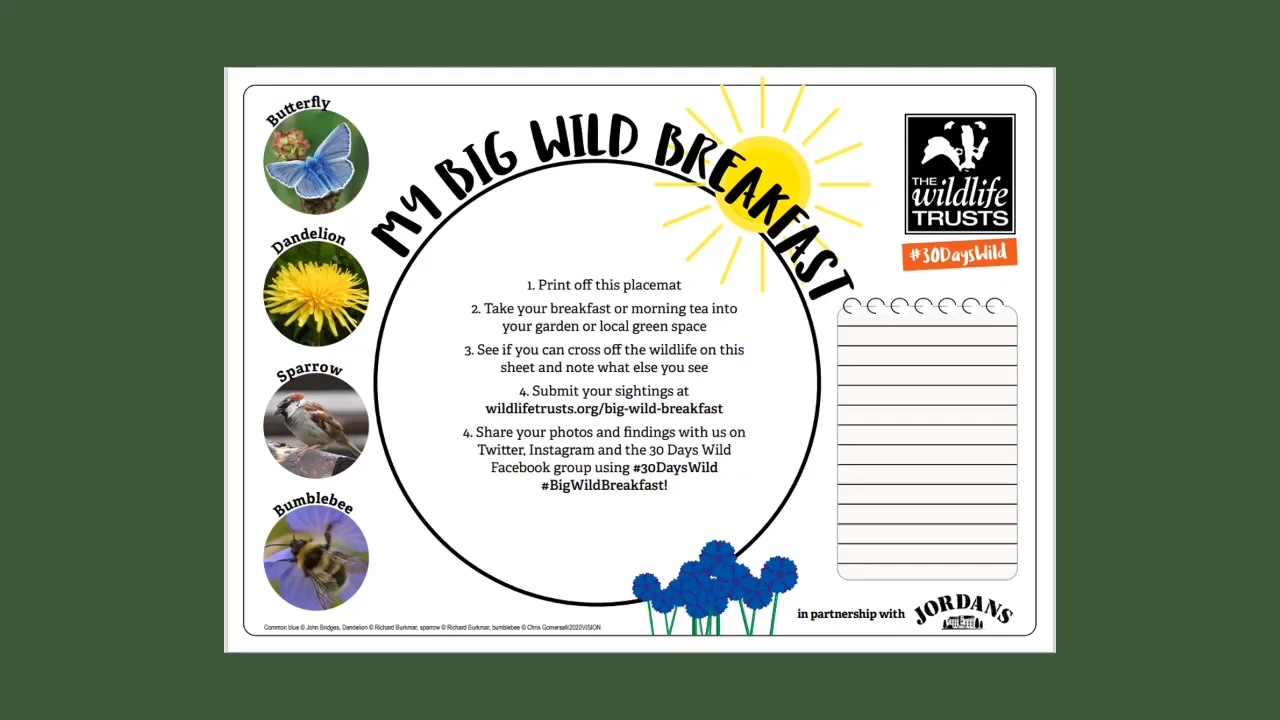 Butterfly
Dandelion
Sparrow
Bumblebee
MY BIG WILD BREAKFAST
1. Print off this placemat
2. Take your breakfast or morning tea into
your garden or local green space
3. See if you can cross off the wildlife on this
sheet and note what else you see
4. Submit your sightings at
wildlifetrusts.org/big-wild-breakfast
4. Share your photos and findings with us on
Twitter, Instagram and the 30 Days Wild
Facebook group using #30DaysWild
#BigWildBreakfast!
THE
wildlife
TRUSTS
#30DaysWild
in partnership with JORDANS
Common blue © John Bridges, Dandelion © Richard Burkmar, sparrow © Richard Burkmar, bumblebee © Chris Gomersall/2020VISION